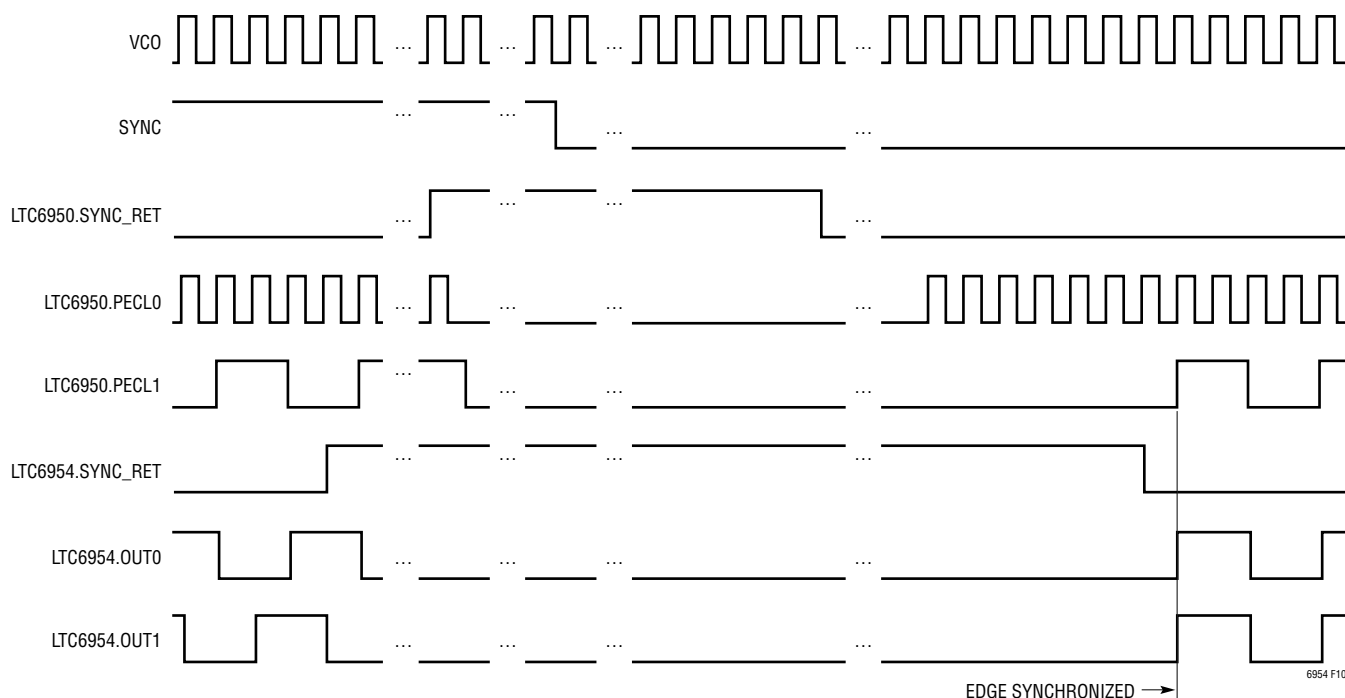 VCO
... ... ... ...
SYNC
... ... ... ...
LTC6950.SYNC_RET
... ... ... ...
LTC6950.PECL0
... ... ... ...
LTC6950.PECL1
... ... ... ...
LTC6954.SYNC_RET
... ... ... ...
LTC6954.OUT0
... ... ... ...
LTC6954.OUT1
... ... ... ...
6954 F10
EDGE SYNCHRONIZED